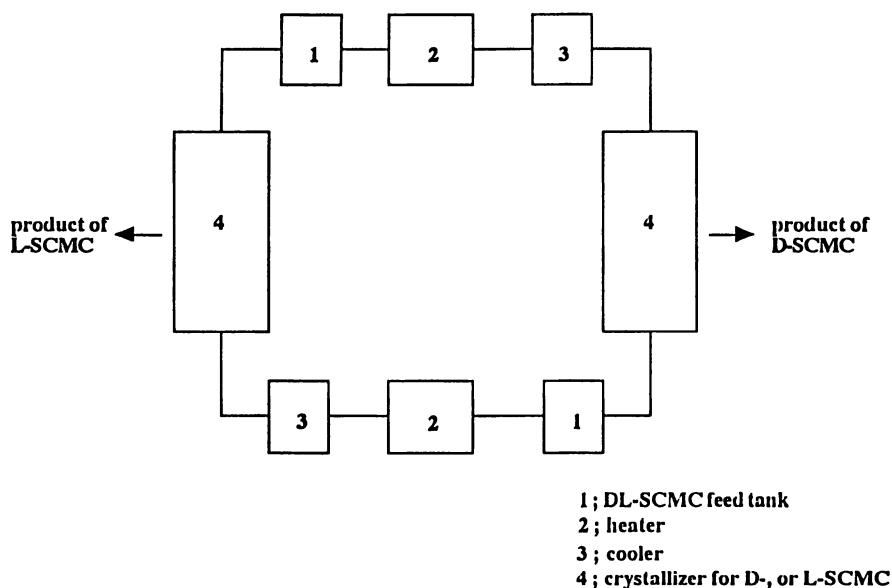 1
2
3
4
4
product of
L-SCMC
product of
D-SCMC
3
2
1
1 ; DL-SCMC feed tank
2 ; heater
3 ; cooler
4 ; crystallizer for D-, or L-SCMC